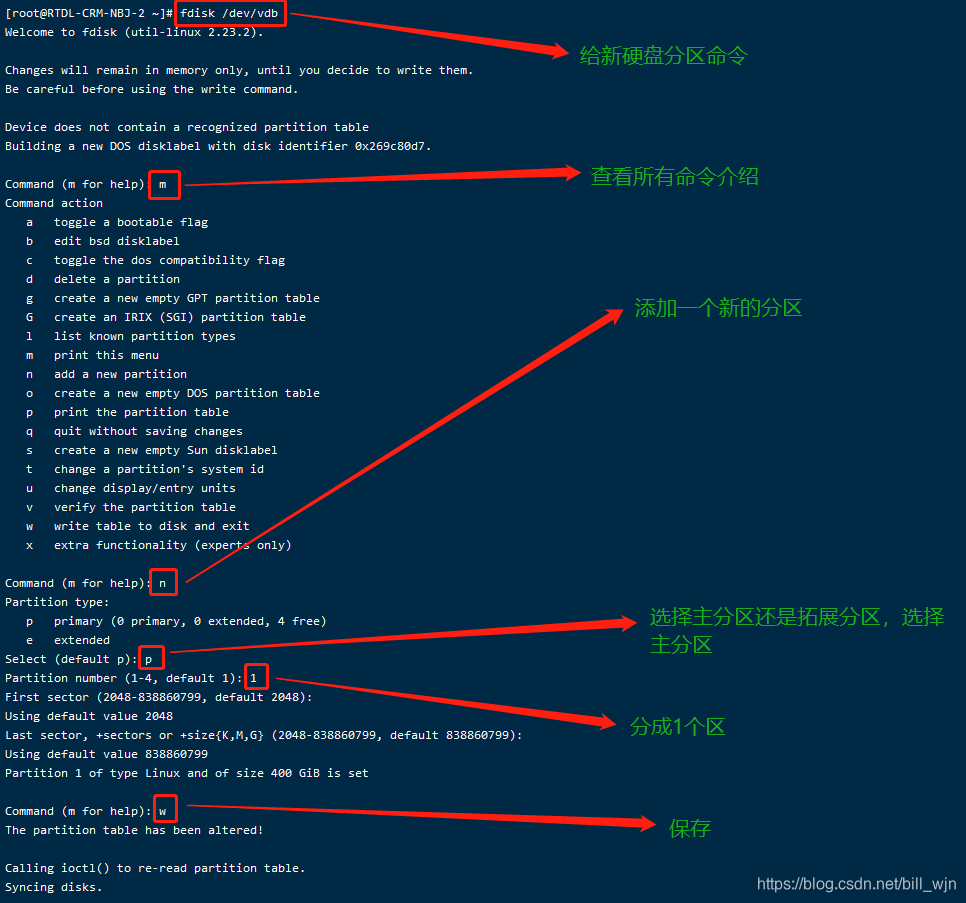 [root@RTDL-CRM-NBJ-2 ~]# fdisk /dev/vdb
Welcome to fdisk (util-linux 2.23.2).
给新硬盘分区命令
Changes will remain in memory only, until you decide to write them.
Be careful before using the write command.
Device does not contain a recognized partition table
Building a new DOS disklabel with disk identifier 0x269c80d7.
Command (m for help): m
查看所有命令介绍
Command action
a toggle a bootable flag
b edit bsd disklabel
c toggle the dos compatibility flag
d delete a partition
g create a new empty GPT partition table
添加一个新的分区
G create an IRIX (SGI) partition table
l list known partition types
m print this menu
n add a new partition
o create a new empty DOS partition table
p print the partition table
q quit without saving changes
s create a new empty Sun disklabel
t change a partition's system id
u change display/entry units
v verify the partition table
w write table to disk and exit
x extra functionality (experts only)
Command (m for help): n
Partition type:
p primary (0 primary, 0 extended, 4 free)
选择主分区还是拓展分区，选择
主分区
e extended
Select (default p): p
Partition number (1-4, default 1): 1
First sector (2048-838860799, default 2048):
Using default value 2048
分成1个区
Last sector, +sectors or +size{K,M,G} (2048-838860799, default 838860799):
Using default value 838860799
Partition 1 of type Linux and of size 400 GiB is set
Command (m for help): w
保存
The partition table has been altered!
Calling ioctl() to re-read partition table.
Syncing disks.
https://blog.csdn.net/bill_wjn